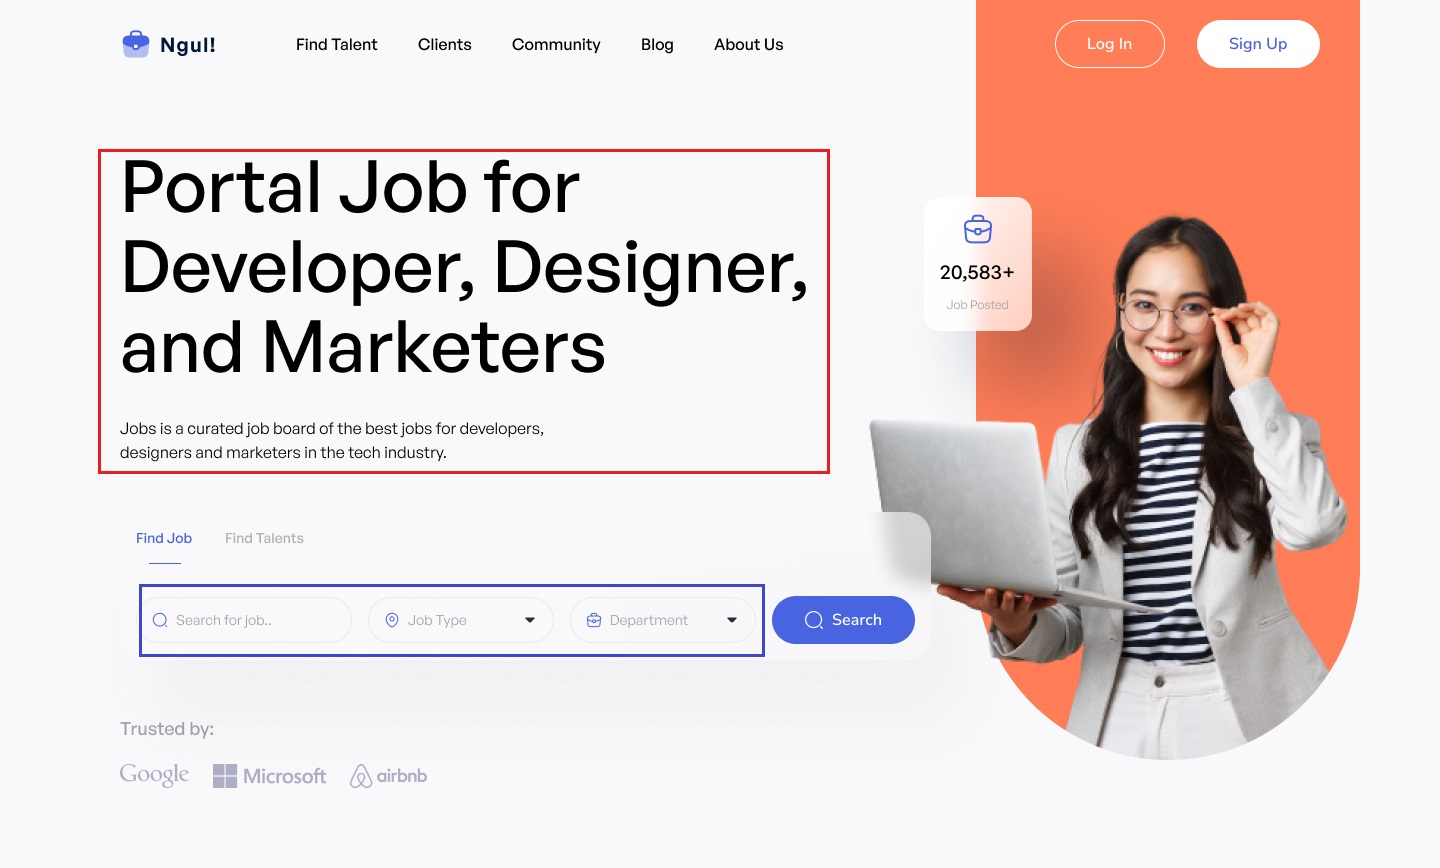 Ngul!
Find Talent
Clients
Community
Blog
About Us
Log In
Sign Up
Portal Job for
Developer, Designer,
and Marketers
Jobs is a curated job board of the best jobs for developers,
designers and marketers in the tech industry.
20,583+
Job Posted
Find Job
Find Talents
Search for job..
Job Type
Department
Search
Trusted by:
Google
Microsoft
airbnb